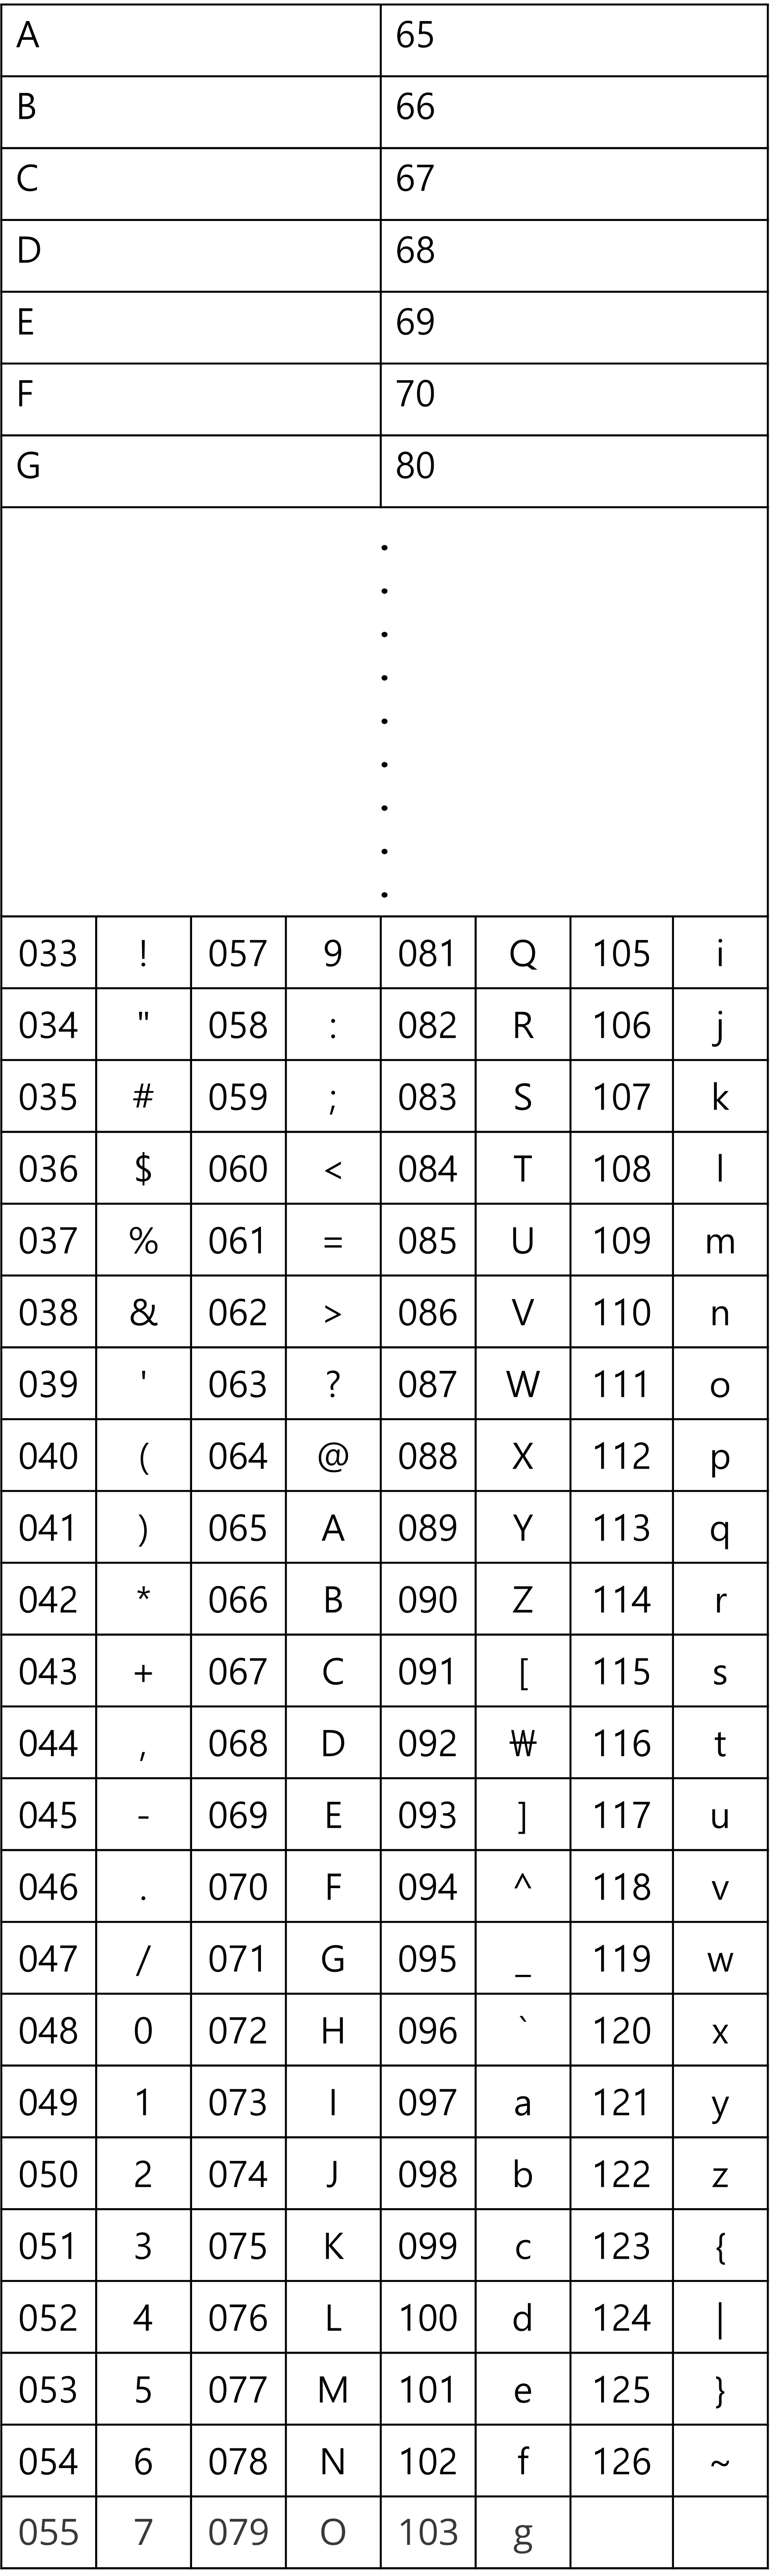 A 65
B 66
C 67
D 68
E 69
F 70
G 80
.
.
.
.
.
.
.
.
.
033 ! 057 9 081 Q 105 i
034 " 058 : 082 R 106 j
035 # 059 ; 083 S 107 k
036 $ 060 < 084 T 108 l
037 % 061 = 085 U 109 m
038 & 062 > 086 V 110 n
039 ' 063 ? 087 W 111 o
040 ( 064 @ 088 X 112 p
041 ) 065 A 089 Y 113 q
042 * 066 B 090 Z 114 r
043 + 067 C 091 [ 115 s
044 , 068 D 092 ₩ 116 t
045 - 069 E 093 ] 117 u
046 . 070 F 094 ^ 118 v
047 / 071 G 095 _ 119 w
048 0 072 H 096 ` 120 x
049 1 073 I 097 a 121 y
050 2 074 J 098 b 122 z
051 3 075 K 099 c 123 {
052 4 076 L 100 d 124 |
053 5 077 M 101 e 125 }
054 6 078 N 102 f 126 ~
055 7 079 O 103 g